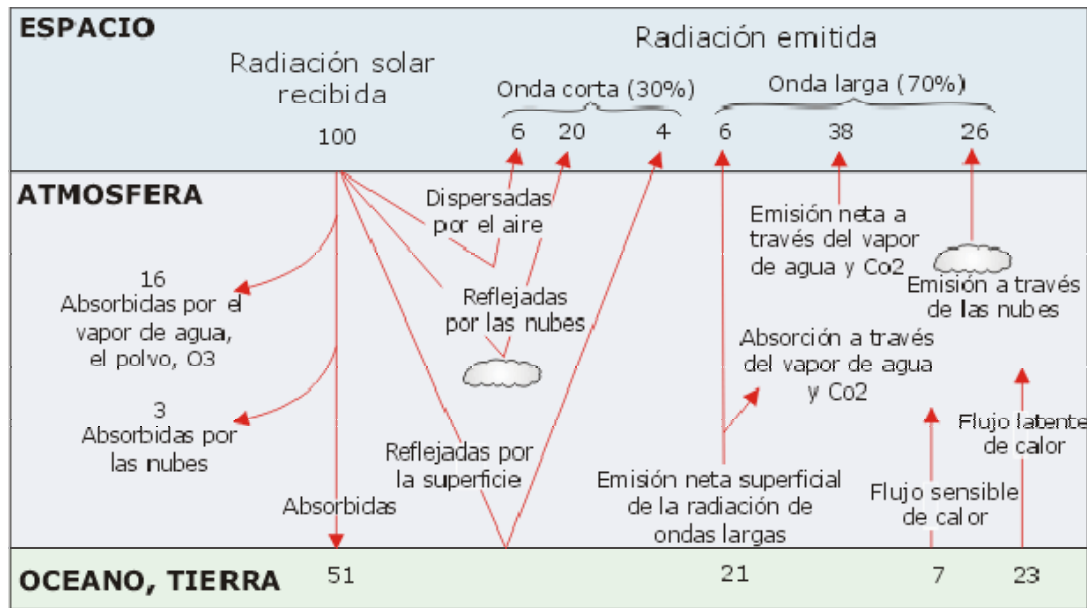 ESPACIO
Radiación solar
recibida
100
Radiación emitida
Onda corta (30%)
Onda larga (70%)
6
20
4
6
38
26
ATMOSFERA
Dispersadas
por el aire
16
Absorbidas por el
vapor de agua,
el polvo, O3
Reflejadas
por las nubes
Emisión neta a
través del vapor
de agua y Co2
Emisión a través
de las nubes
Absorción a través
del vapor de agua
y Co2
3
Absorbidas por
las nubes
Reflejadas por
la superficie
Absorbidas
Emisión neta superficial
de la radiación de
ondas largas
Flujo latente
de calor
Flujo sensible
de calor
OCEANO, TIERRA
51
21
7
23